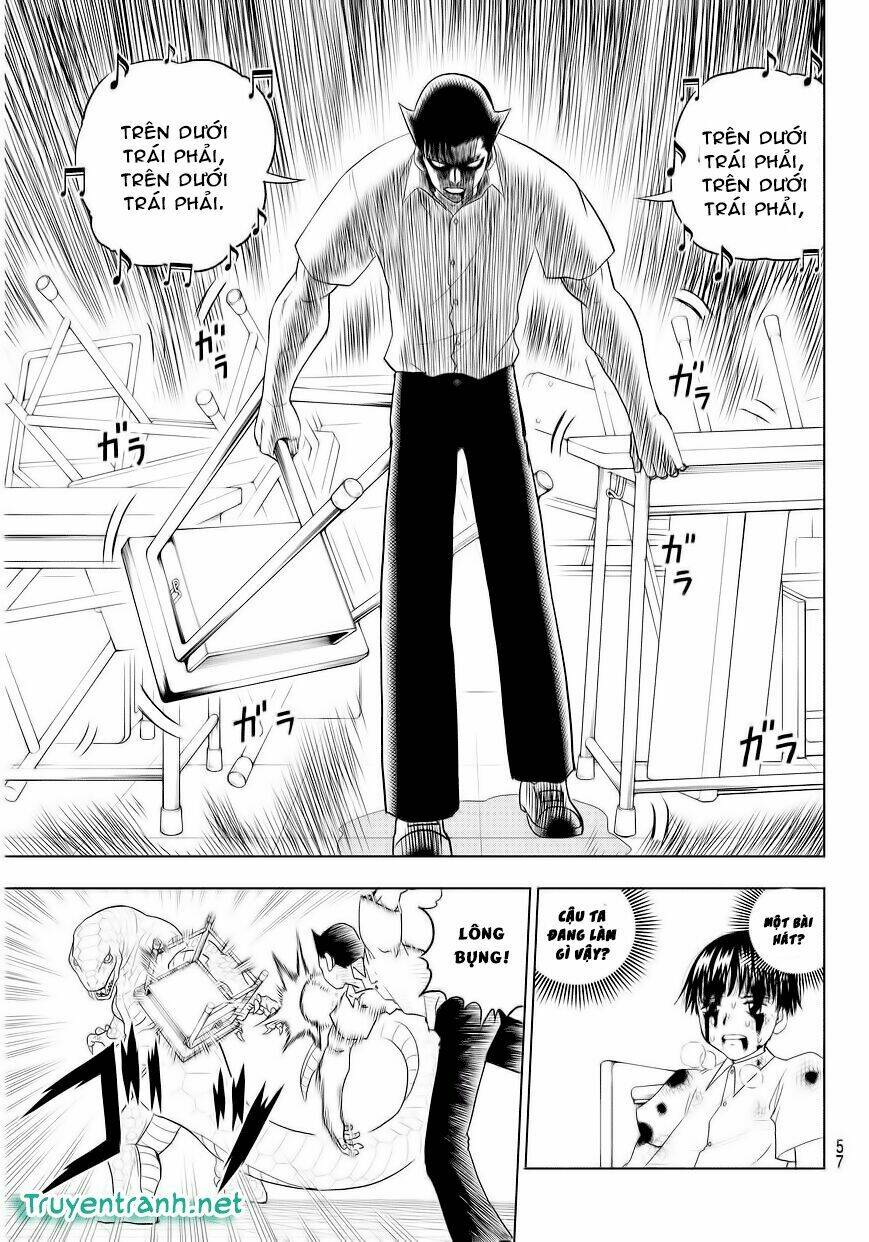 TRÊN DƯỚI
TRÁI PHẢI,
TRÊN DƯỚI
TRÁI PHẢI,
TRÊN DƯỚI
TRÁI PHẢI,
TRÊN DƯỚI
TRÁI PHẢI.
ガラ
ガラ
ガラ
ガラ
ガラ
ガラ
MỘT BÀI
HÁT?
CẬU TA
ĐANG LÀM
GÌ VẬY?
LÔNG
BỤNG!
57
Truyentranh.net